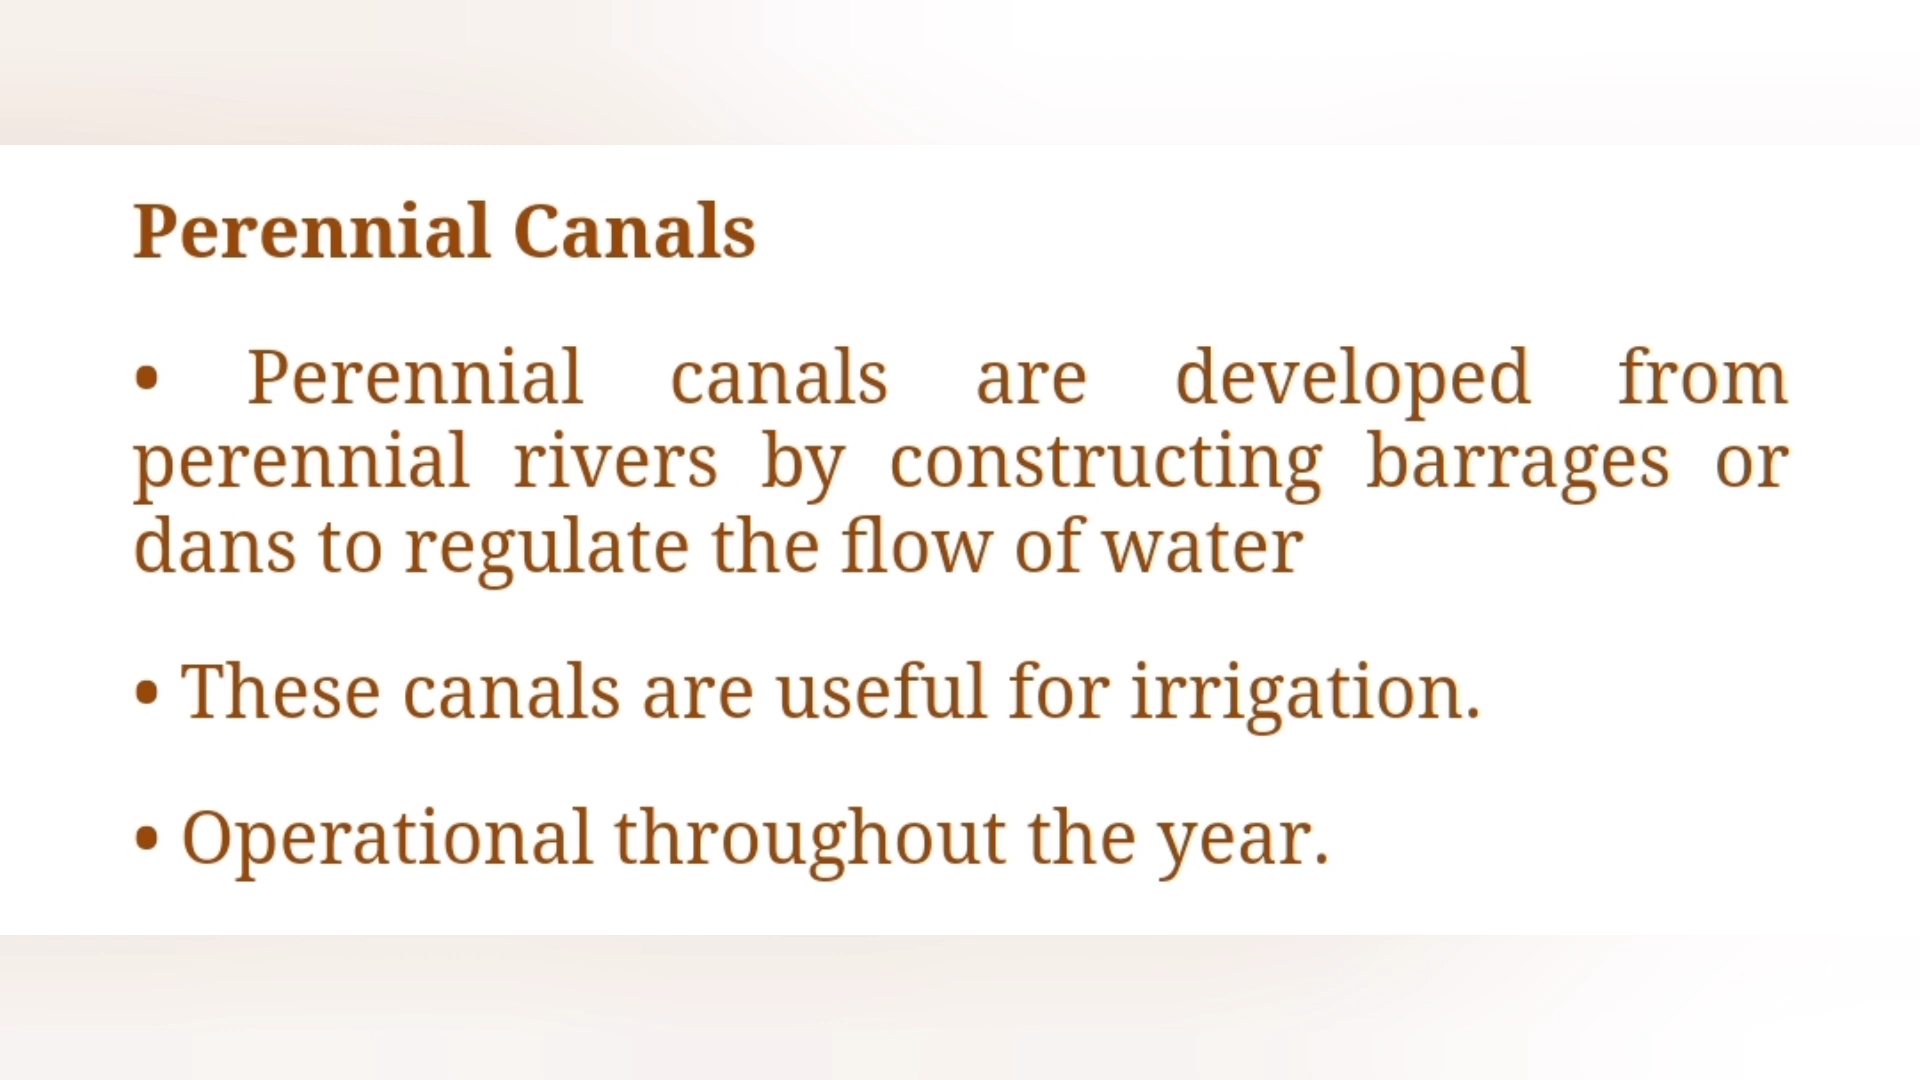 Perennial Canals
• Perennial canals are developed from
perennial rivers by constructing barrages or
dans to regulate the flow of water
• These canals are useful for irrigation.
• Operational throughout the year.